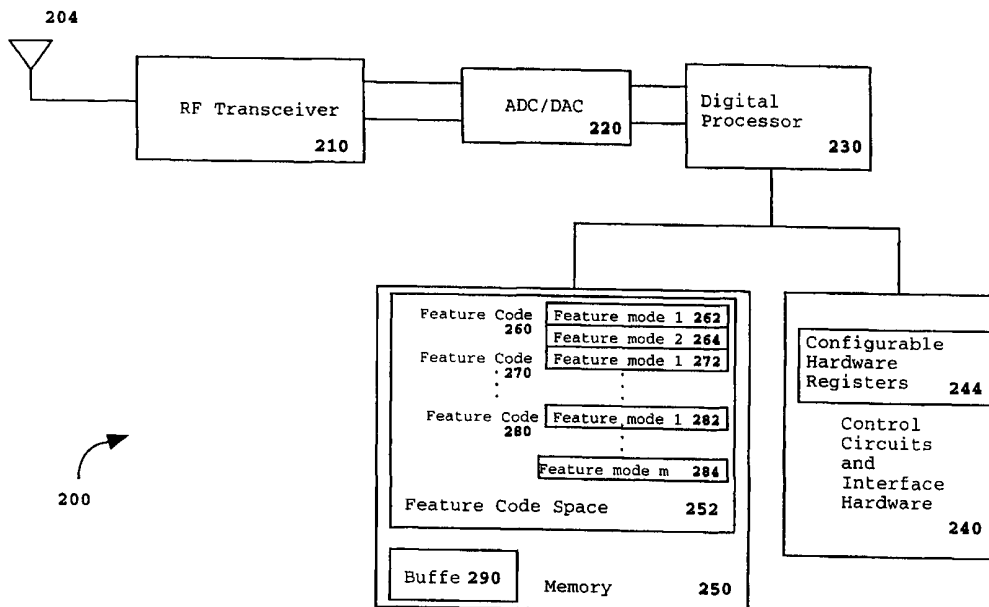 204
RF Transceiver
210
ADC/DAC
220
Digital
Processor
230
Feature Code
260
Feature mode 1 262
Feature mode 2 264
Feature Code
270
Feature mode 1 272
Feature Code
280
Feature mode 1 282
Feature mode m 284
Feature Code Space 252
Buffe 290
Memory 250
Configurable
Hardware
Registers 244
Control
Circuits
and
Interface
Hardware
240
200